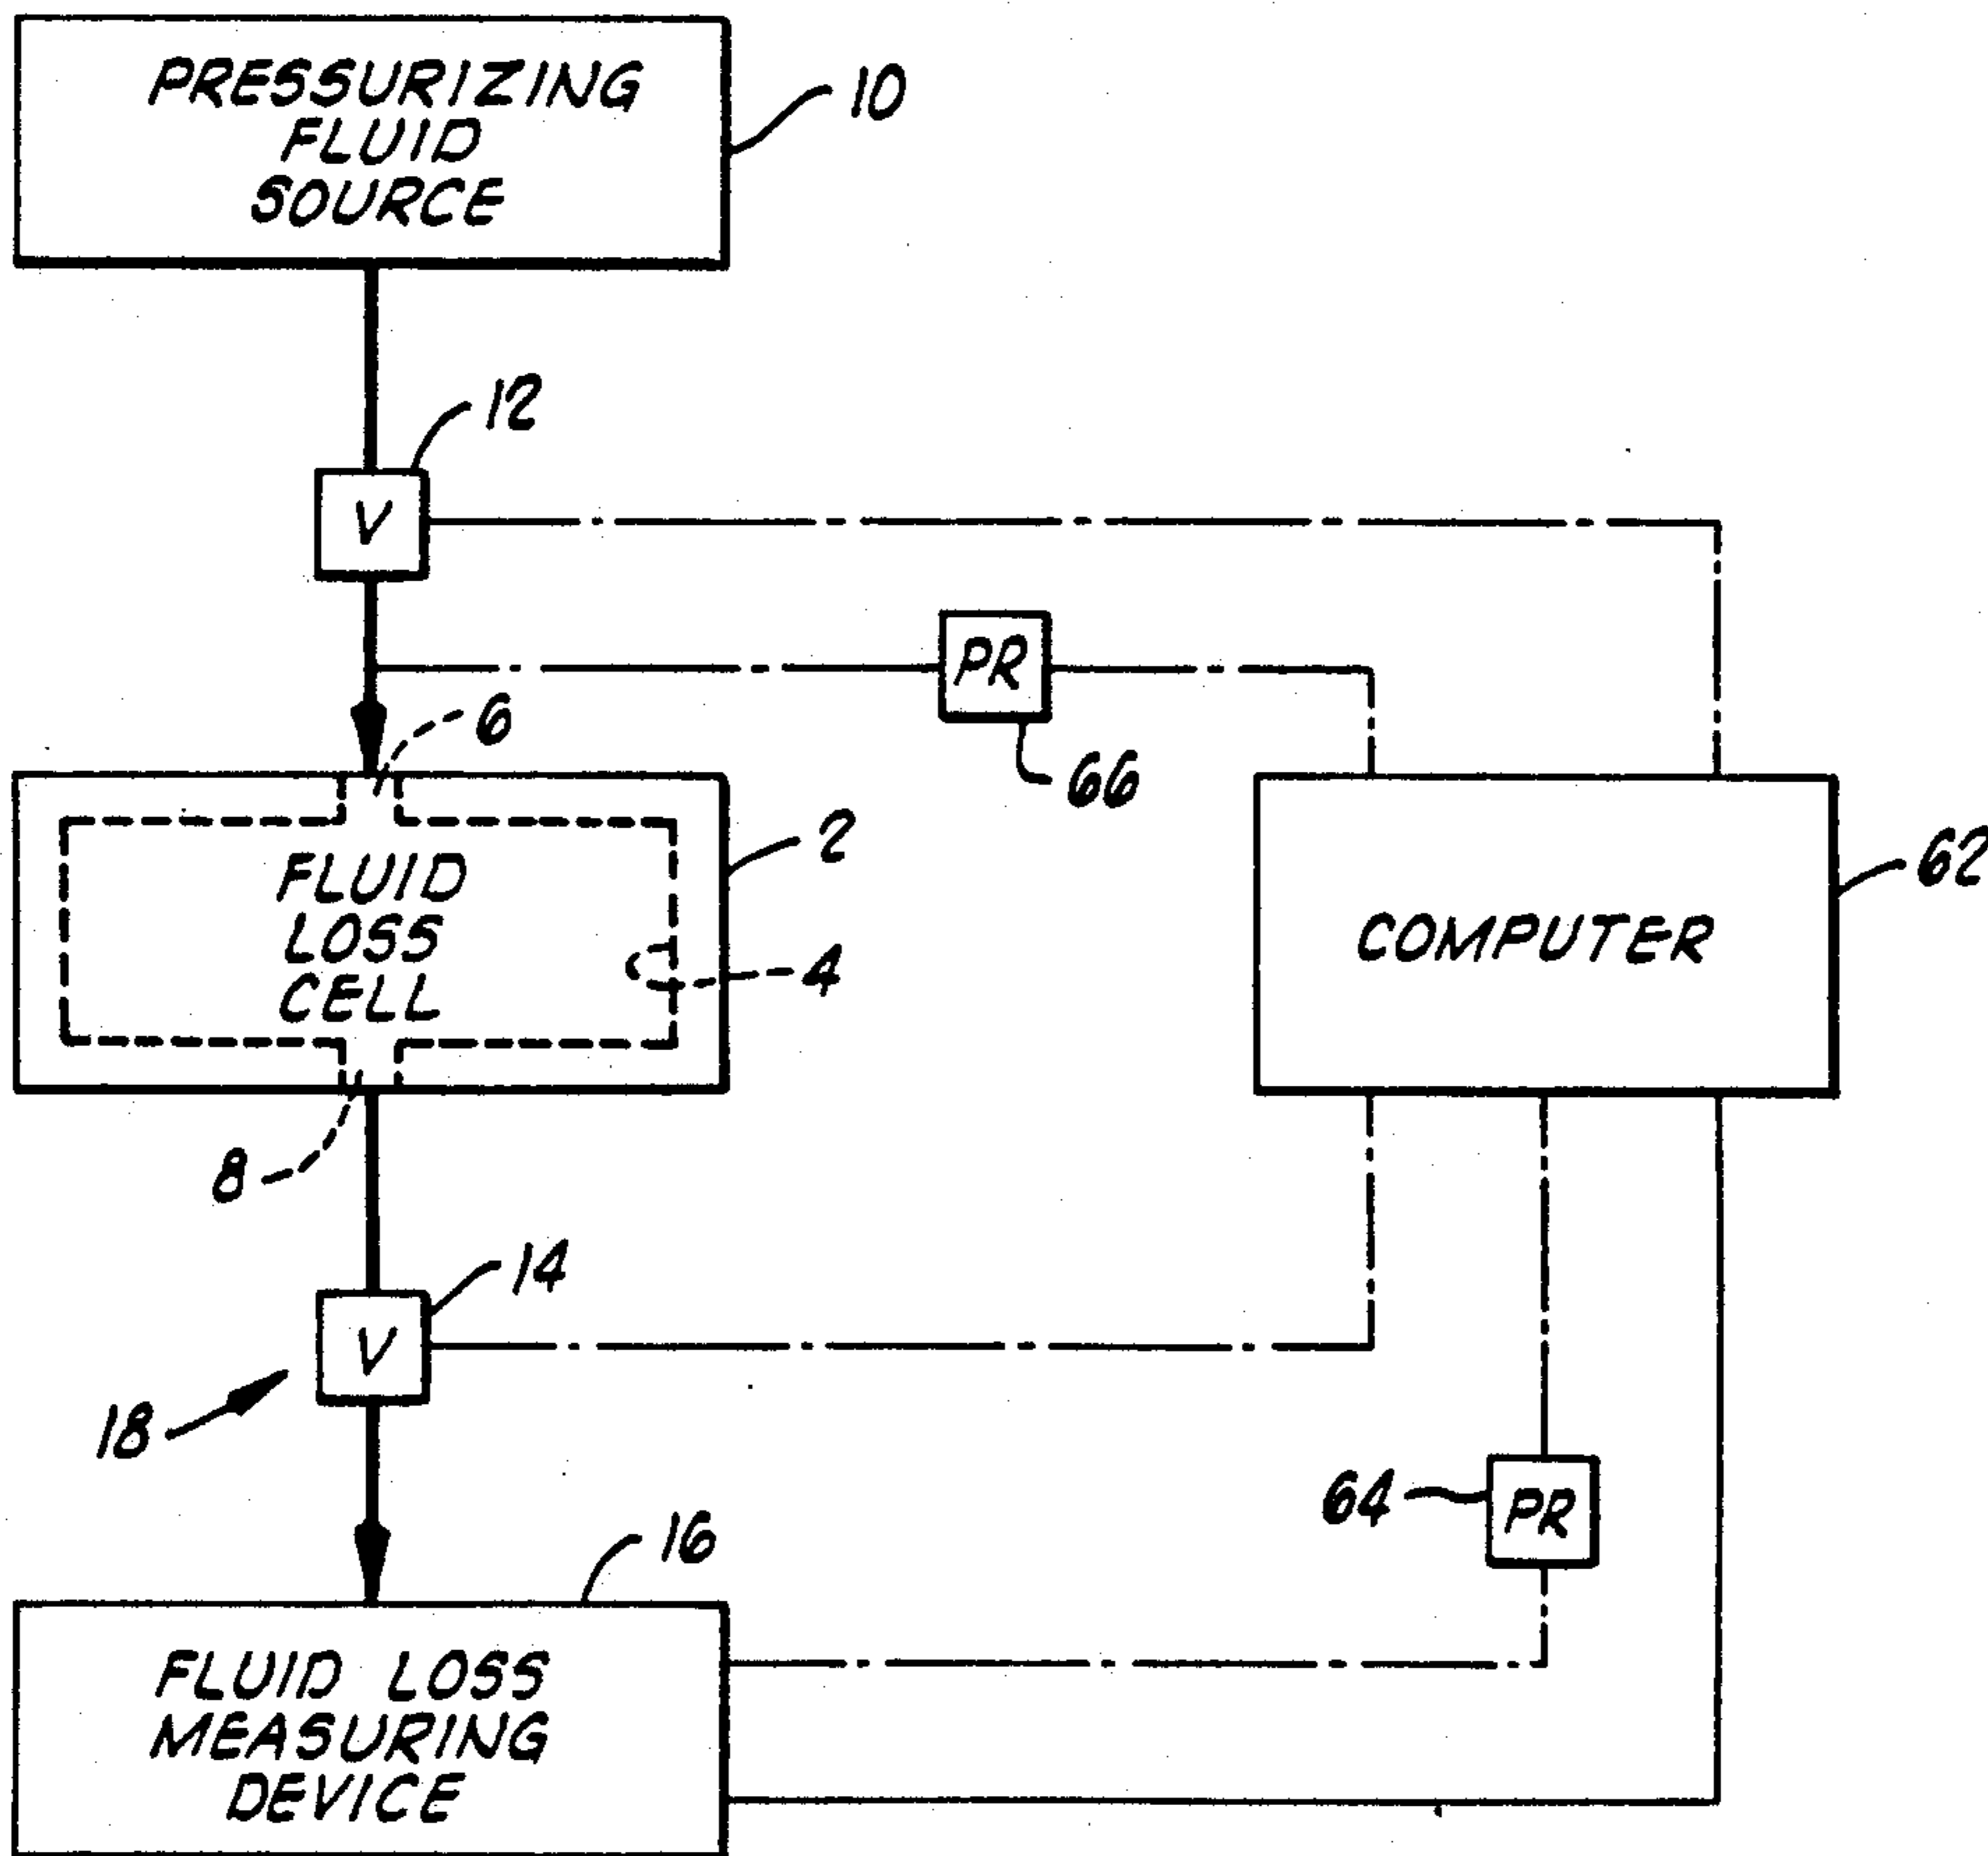 PRESSURIZING
FLUID
SOURCE
10
12
V
PR
6
66
2
FLUID
LOSS
CELL
4
62
COMPUTER
8
14
V
18
64
PR
16
FLUID LOSS
MEASURING
DEVICE